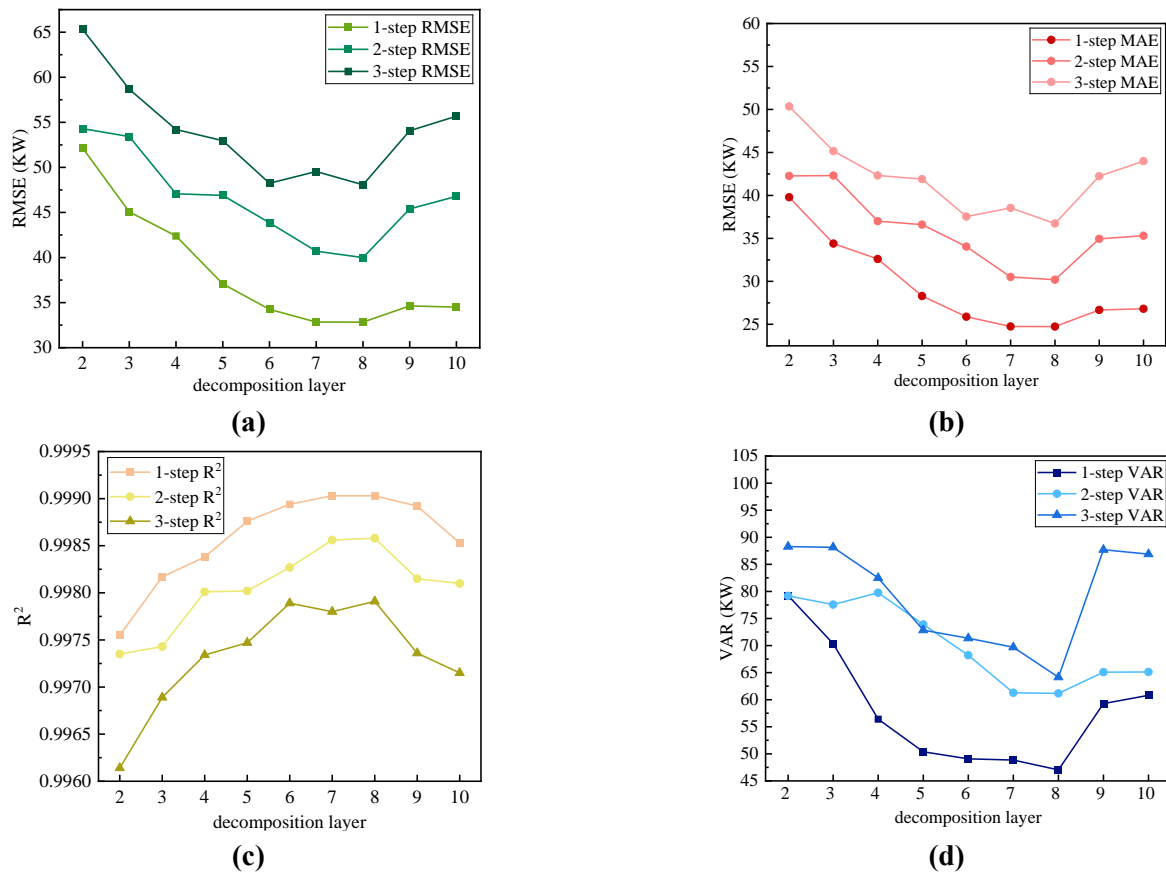 65
60
55
50
45
40
35
30
RMSE (KW)
1-step RMSE
2-step RMSE
3-step RMSE
2 3 4 5 6 7 8 9 10
decomposition layer
(a)
60
55
50
45
40
35
30
25
RMSE (KW)
1-step MAE
2-step MAE
3-step MAE
2 3 4 5 6 7 8 9 10
decomposition layer
(b)
0.9995
0.9990
0.9985
0.9980
0.9975
0.9970
0.9965
0.9960
R²
1-step R²
2-step R²
3-step R²
2 3 4 5 6 7 8 9 10
decomposition layer
(c)
105
100
95
90
85
80
75
70
65
60
55
50
45
VAR (KW)
1-step VAR
2-step VAR
3-step VAR
2 3 4 5 6 7 8 9 10
decomposition layer
(d)